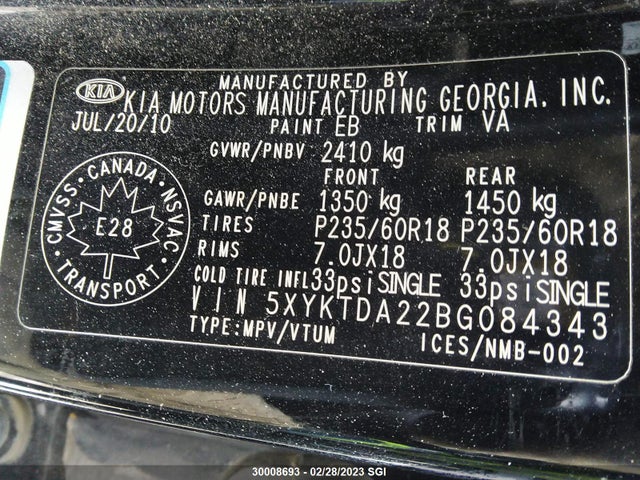 MANUFACTURED BY
KIA KIA MOTORS MANUFACTURING GEORGIA. INC.
JUL/20/10 PAINT EB TRIM VA
GVWR/PNBV 2410 kg
FRONT REAR
GAWR/PNBE 1350 kg 1450 kg
TIRES P235/60R18 P235/60R18
RIMS 7.0JX18 7.0JX18
COLD TIRE INFL 33psiSINGLE 33psiSINGLE
VIN 5XYKTDA22BG084343
TYPE:MPV/VTUM ICES/NMB-002
CANADA
CMVSS NSVAC
E28
TRANSPORT
30008693 - 02/28/2023 SGI